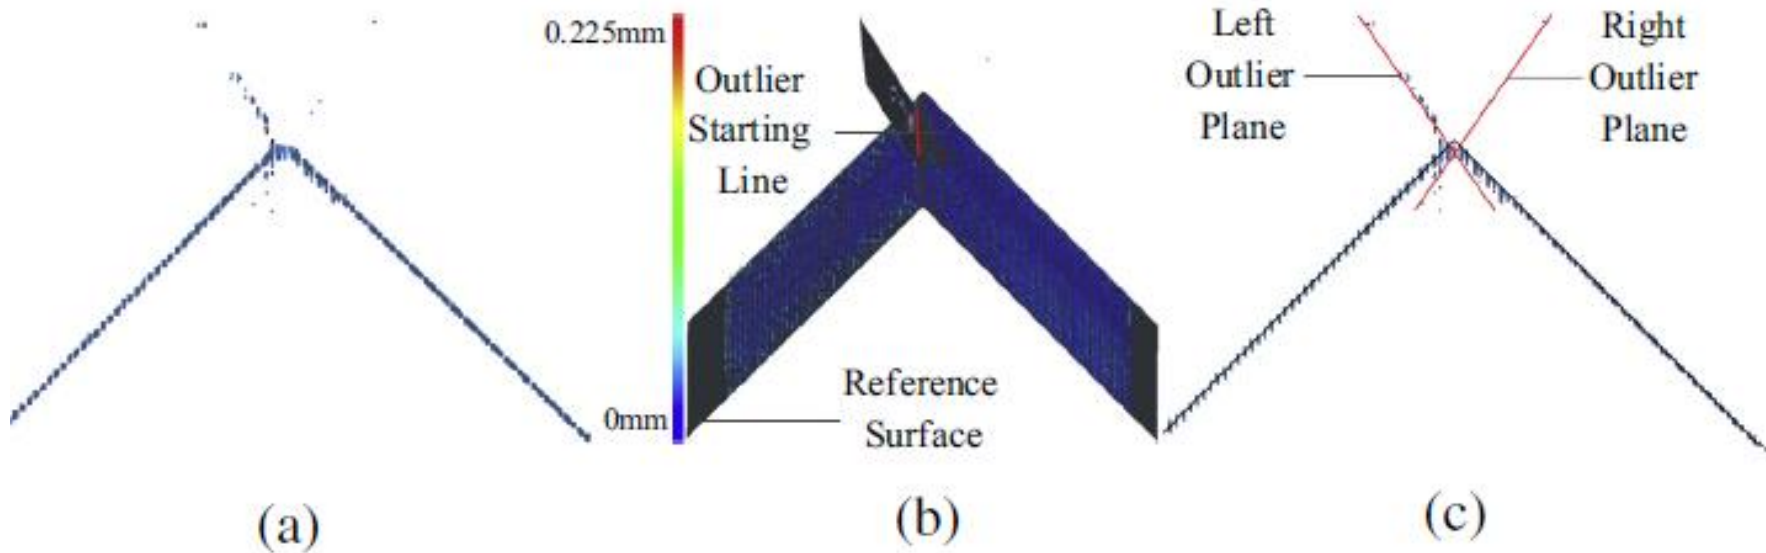 0.225mm
Outlier
Starting
Line
Reference
Surface
0mm
Left
Outlier
Plane
Right
Outlier
Plane
(a)
(b)
(c)